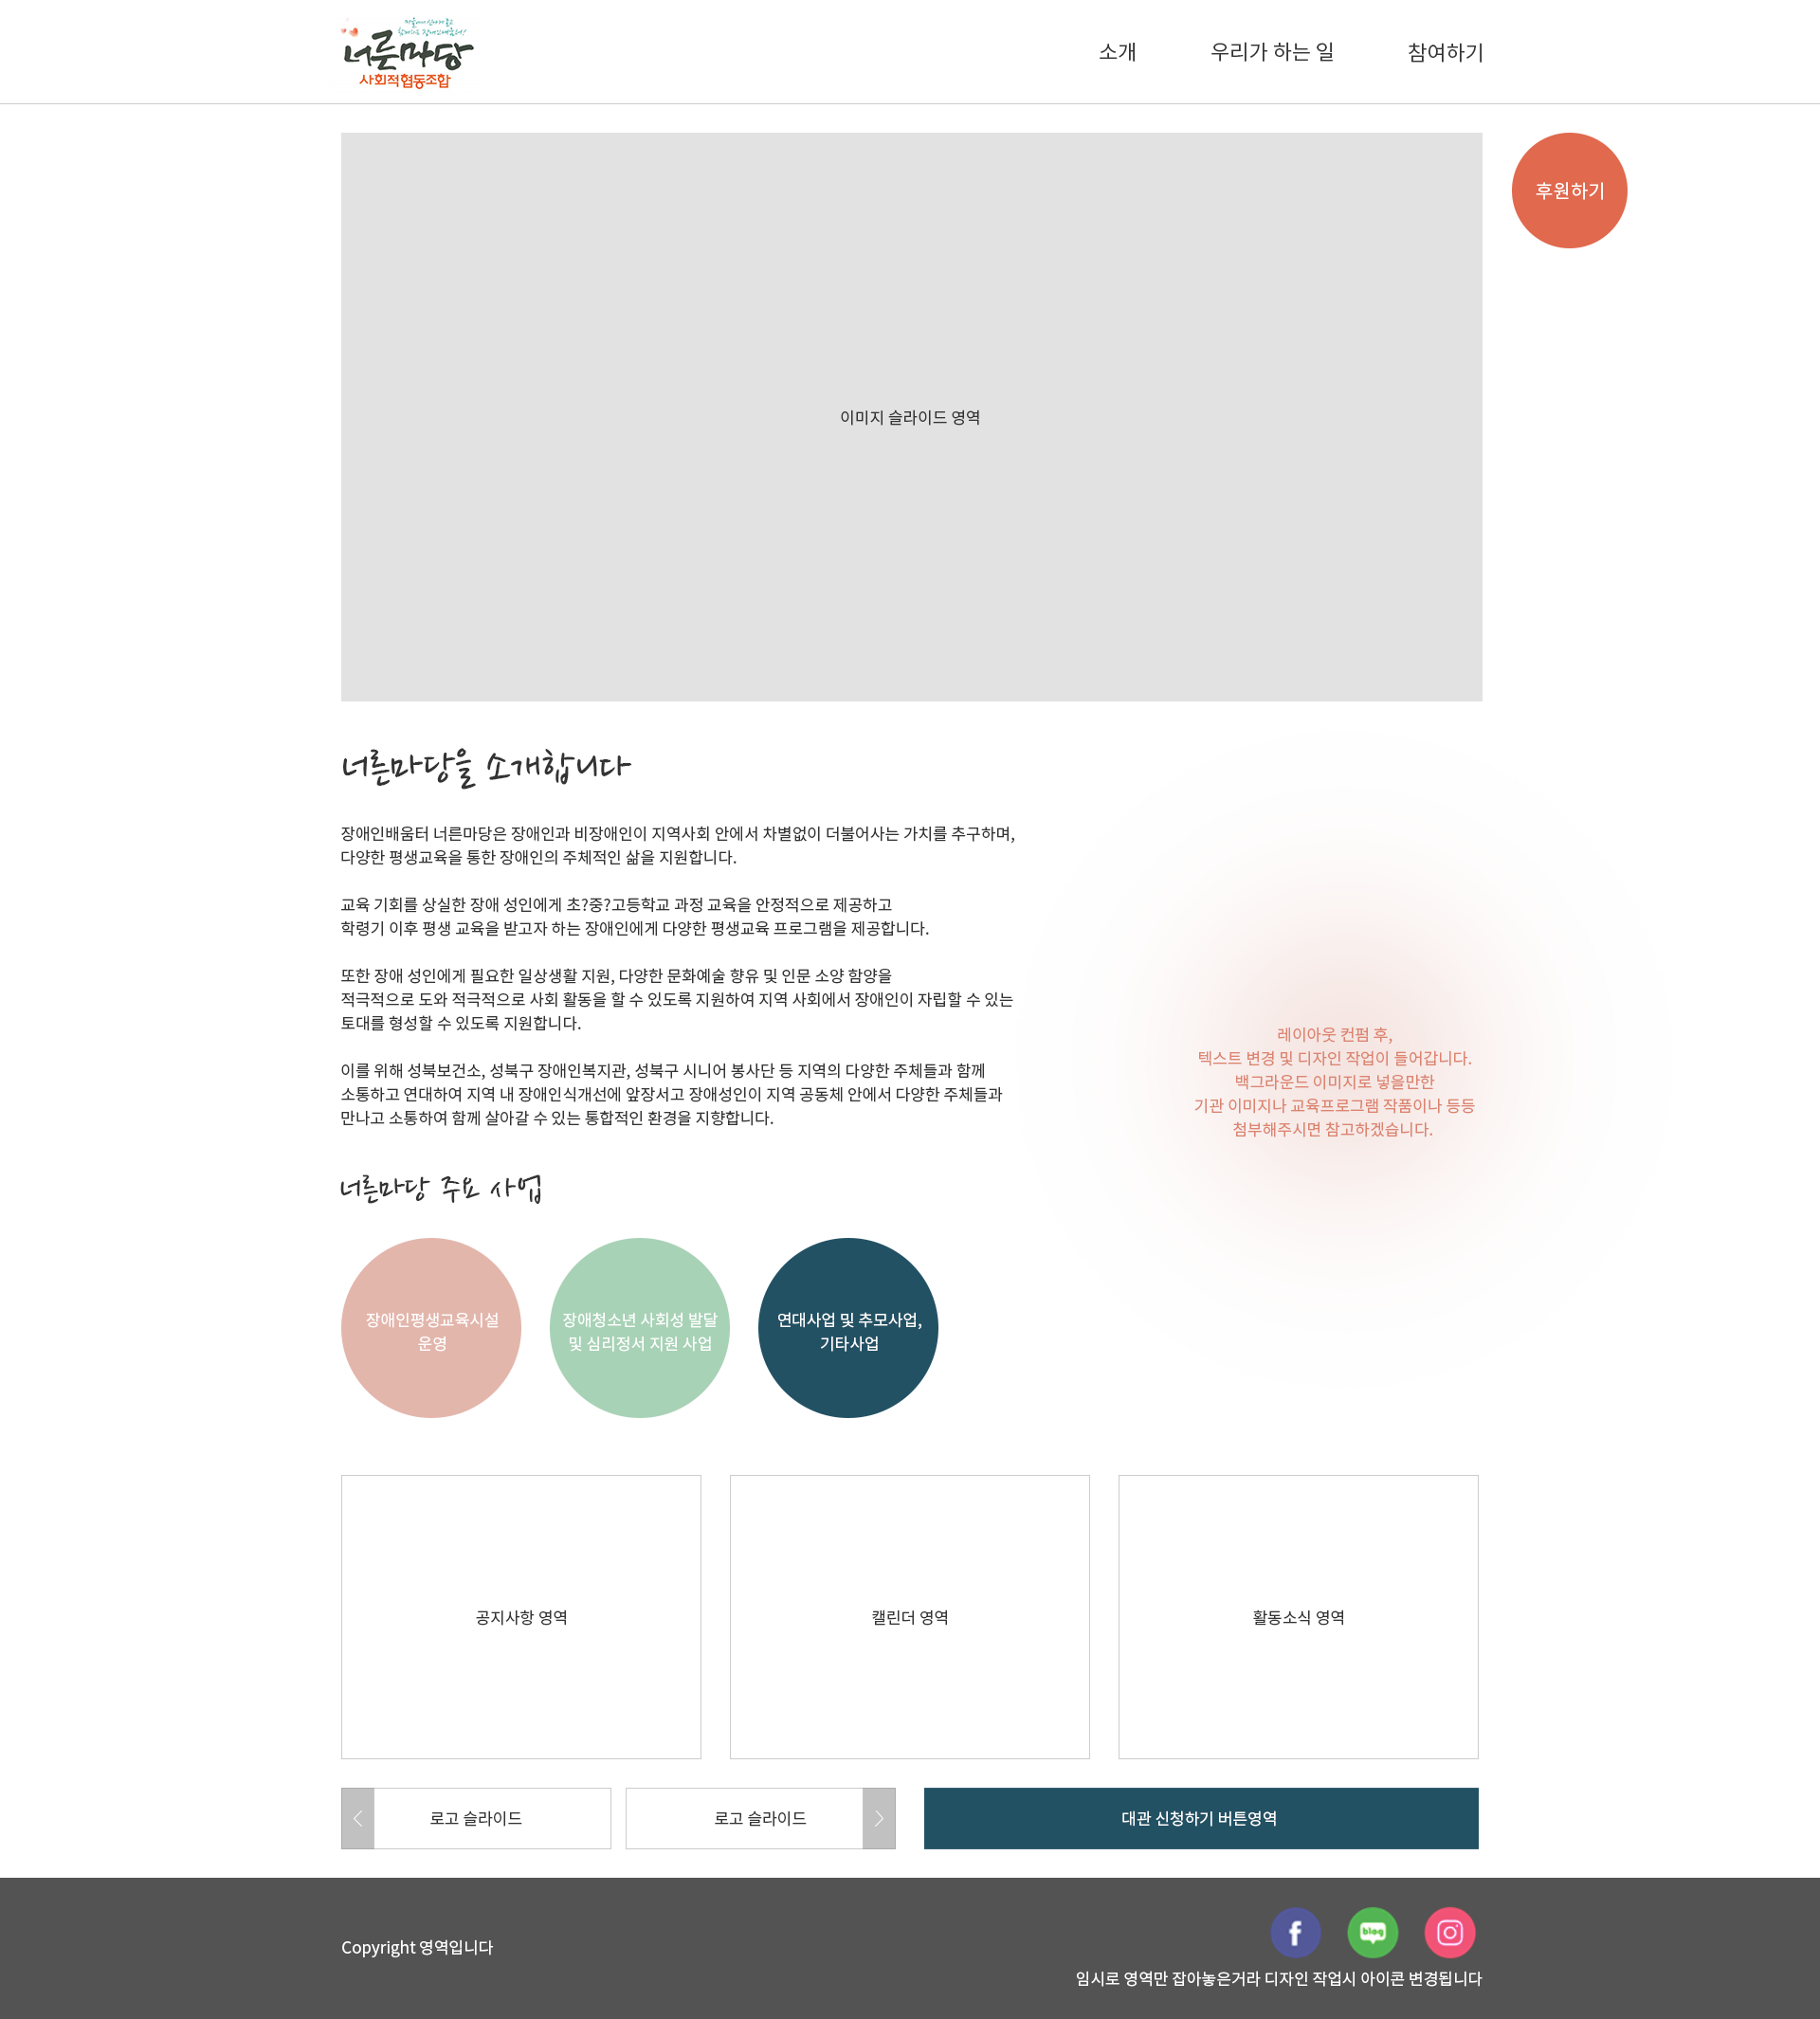 너른마당
사회적협동조합
소개
우리가 하는 일
참여하기
후원하기
이미지 슬라이드 영역
너른마당을 소개합니다
장애인배움터 너른마당은 장애인과 비장애인이 지역사회 안에서 차별없이 더불어사는 가치를 추구하며,
다양한 평생교육을 통한 장애인의 주체적인 삶을 지원합니다.
교육 기회를 상실한 장애 성인에게 초?중?고등학교 과정 교육을 안정적으로 제공하고
학령기 이후 평생 교육을 받고자 하는 장애인에게 다양한 평생교육 프로그램을 제공합니다.
또한 장애 성인에게 필요한 일상생활 지원, 다양한 문화예술 향유 및 인문 소양 함양을
적극적으로 도와 적극적으로 사회 활동을 할 수 있도록 지원하여 지역 사회에서 장애인이 자립할 수 있는
토대를 형성할 수 있도록 지원합니다.
이를 위해 성북보건소, 성북구 장애인복지관, 성북구 시니어 봉사단 등 지역의 다양한 주체들과 함께
소통하고 연대하여 지역 내 장애인식개선에 앞장서고 장애성인이 지역 공동체 안에서 다양한 주체들과
만나고 소통하여 함께 살아갈 수 있는 통합적인 환경을 지향합니다.
레이아웃 컨펌 후,
텍스트 변경 및 디자인 작업이 들어갑니다.
백그라운드 이미지로 넣을만한
기관 이미지나 교육프로그램 작품이나 등등
첨부해주시면 참고하겠습니다.
너른마당 주요 사업
장애인평생교육시설
운영
장애청소년 사회성 발달
및 심리정서 지원 사업
연대사업 및 추모사업,
기타사업
공지사항 영역
캘린더 영역
활동소식 영역
로고 슬라이드
로고 슬라이드
대관 신청하기 버튼영역
Copyright 영역입니다
f
blog
임시로 영역만 잡아놓은거라 디자인 작업시 아이콘 변경됩니다